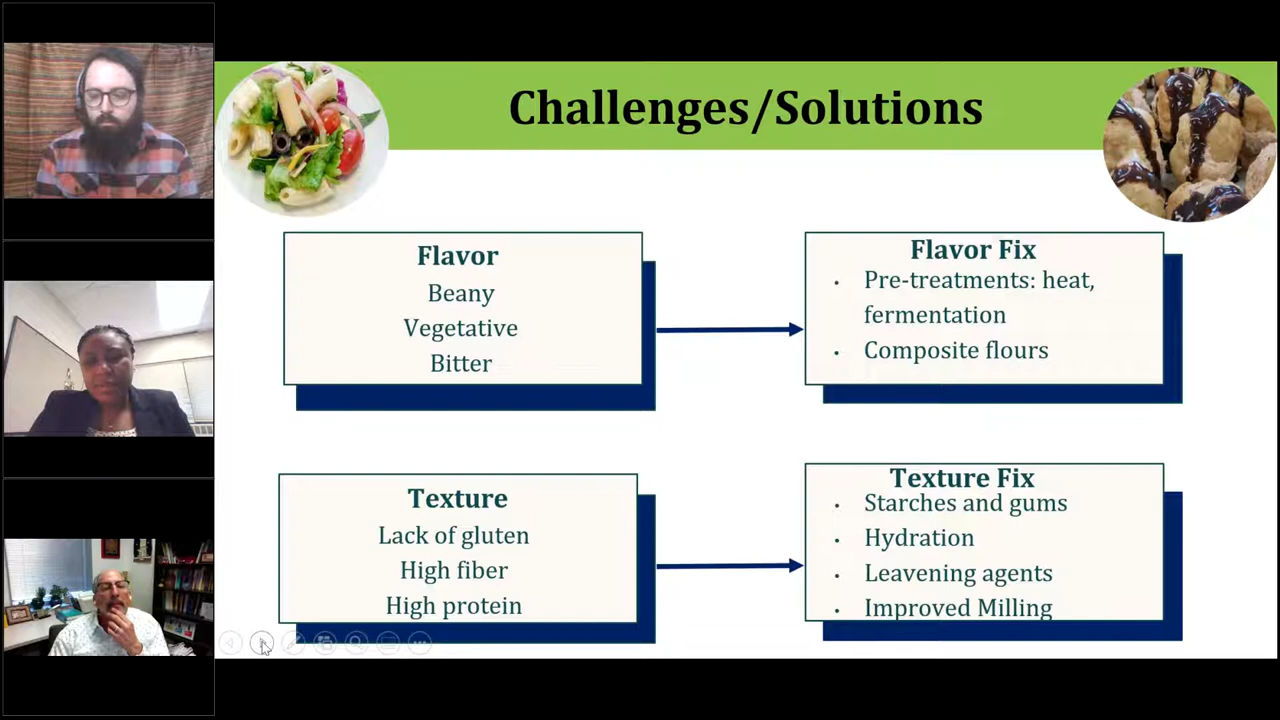 Challenges/Solutions
Flavor
Beany
Vegetative
Bitter
Flavor Fix
• Pre-treatments: heat,
fermentation
• Composite flours
Texture
Lack of gluten
High fiber
High protein
Texture Fix
• Starches and gums
• Hydration
• Leavening agents
• Improved Milling